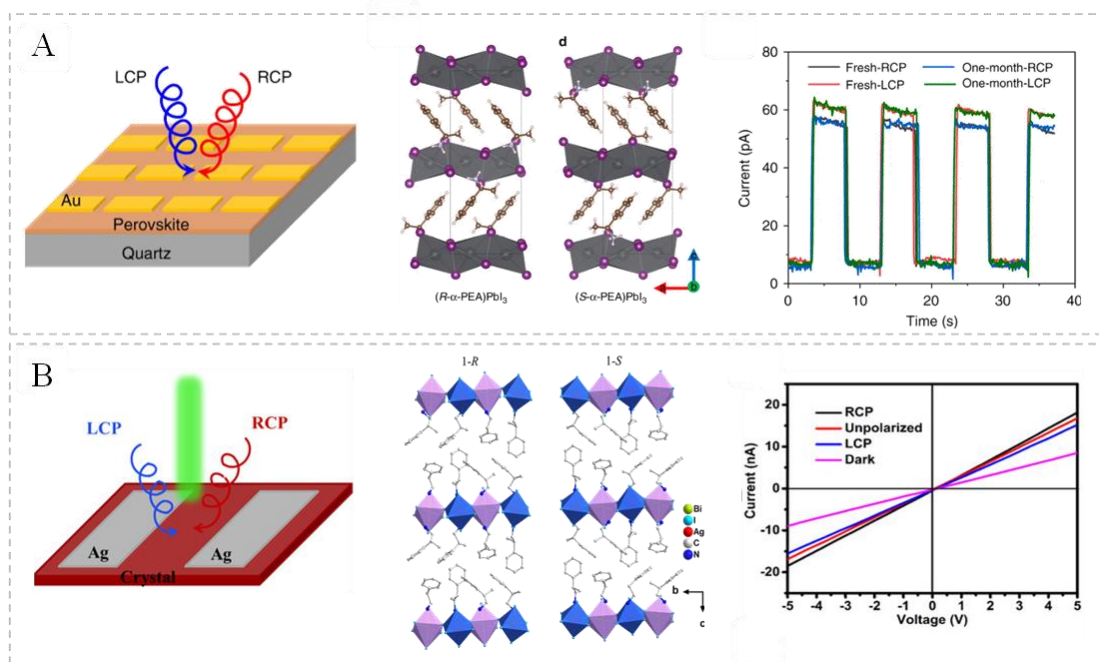 A
LCP
RCP
Au
Perovskite
Quartz
d
(R-α-PEA)PbI3
(S-α-PEA)PbI3
c
a
b
80
60
40
20
0
Current (pA)
Fresh-RCP
Fresh-LCP
One-month-RCP
One-month-LCP
0
10
20
30
40
Time (s)
B
LCP
RCP
Ag
Ag
Crystal
1-R
1-S
Bi
I
Ag
C
N
b
c
20
10
0
-10
-20
Current (nA)
RCP
Unpolarized
LCP
Dark
-5 -4 -3 -2 -1 0 1 2 3 4 5
Voltage (V)